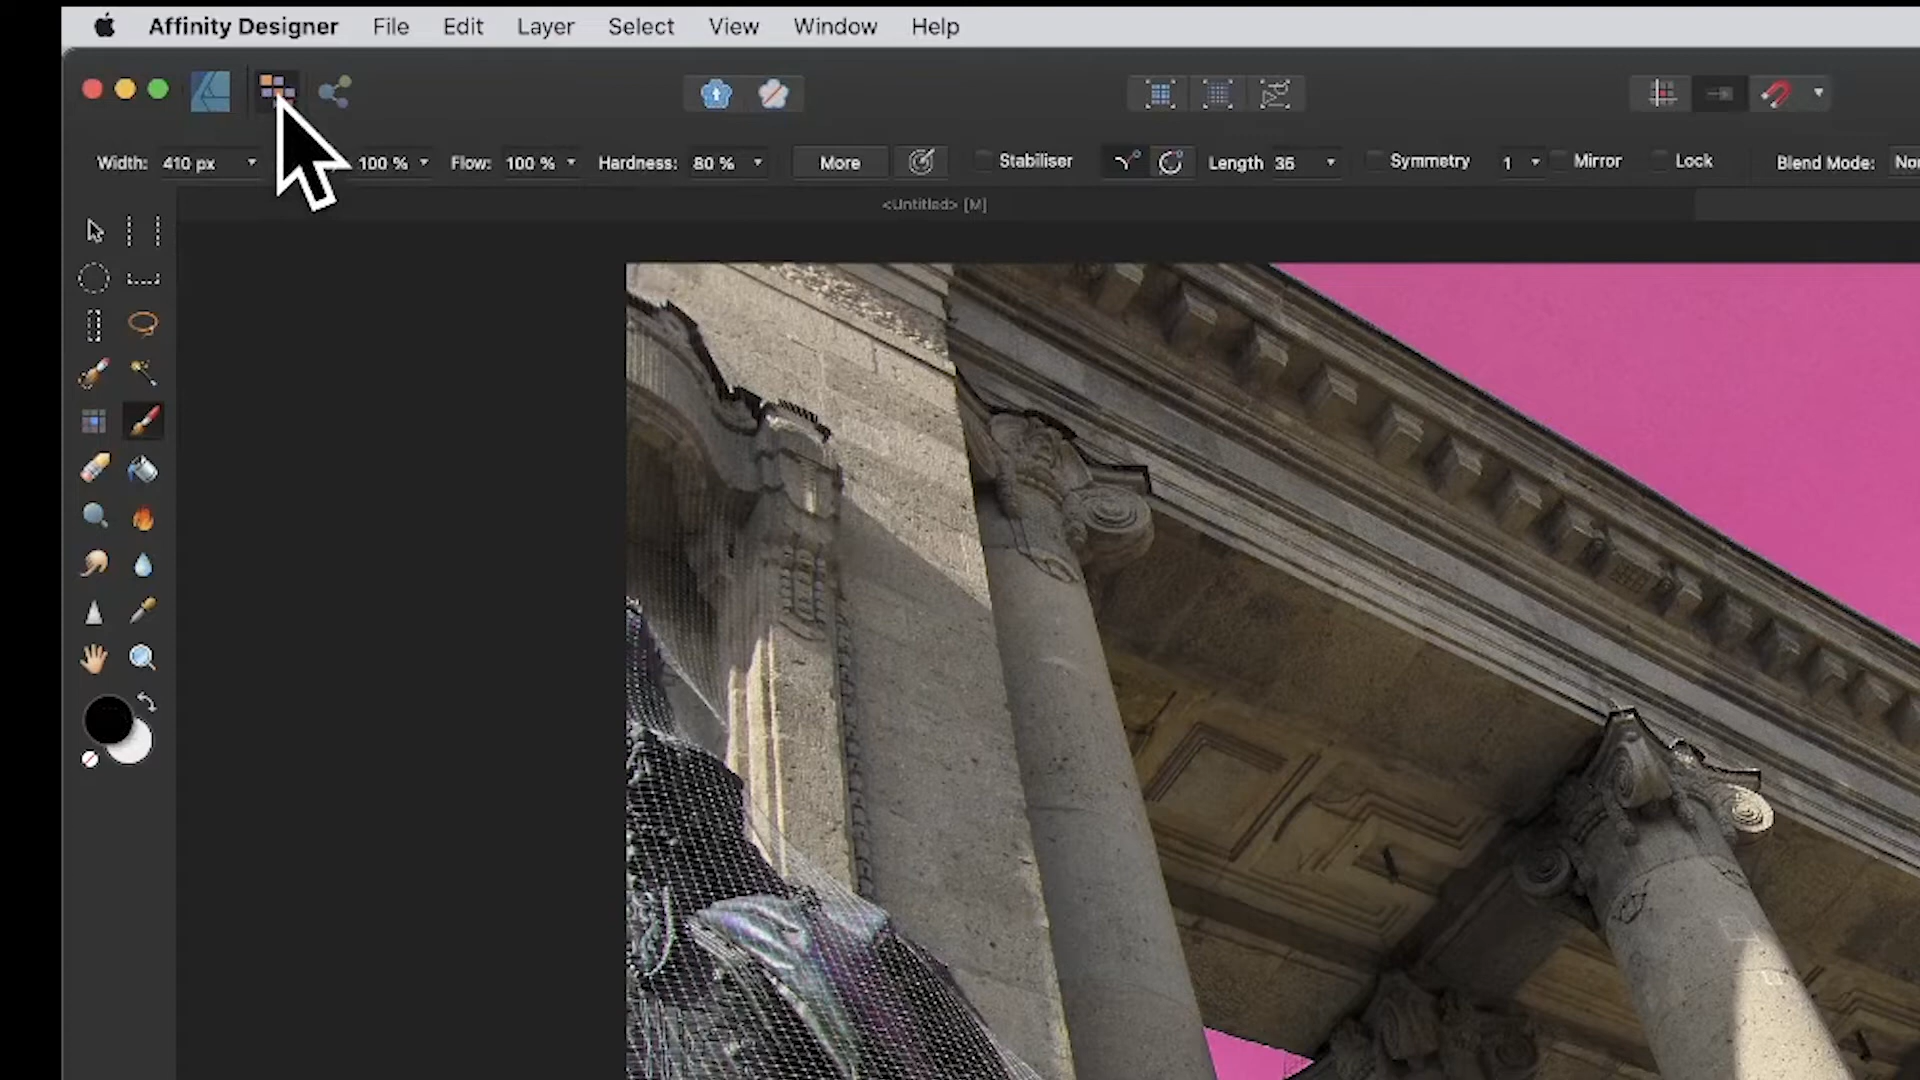 Affinity Designer File Edit Layer Select View Window Help
Width: 410 px 100 % Flow: 100 % Hardness: 80 % More Stabiliser Length 35 Symmetry 1 Mirror Lock Blend Mode:
<Untitled> [M]